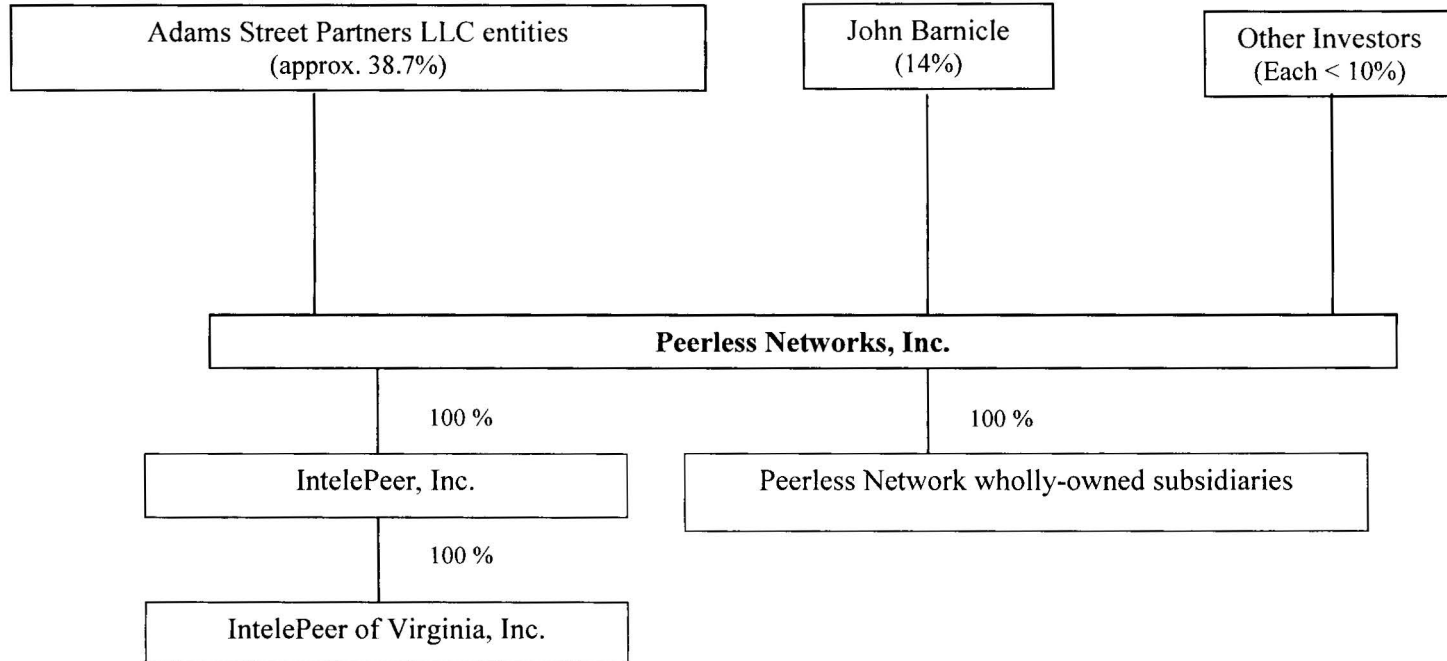 Adams Street Partners LLC entities
(approx. 38.7%)
John Barnicle
(14%)
Other Investors
(Each < 10%)
Peerless Networks, Inc.
100 %
100 %
IntelePeer, Inc.
Peerless Network wholly-owned subsidiaries
100 %
IntelePeer of Virginia, Inc.